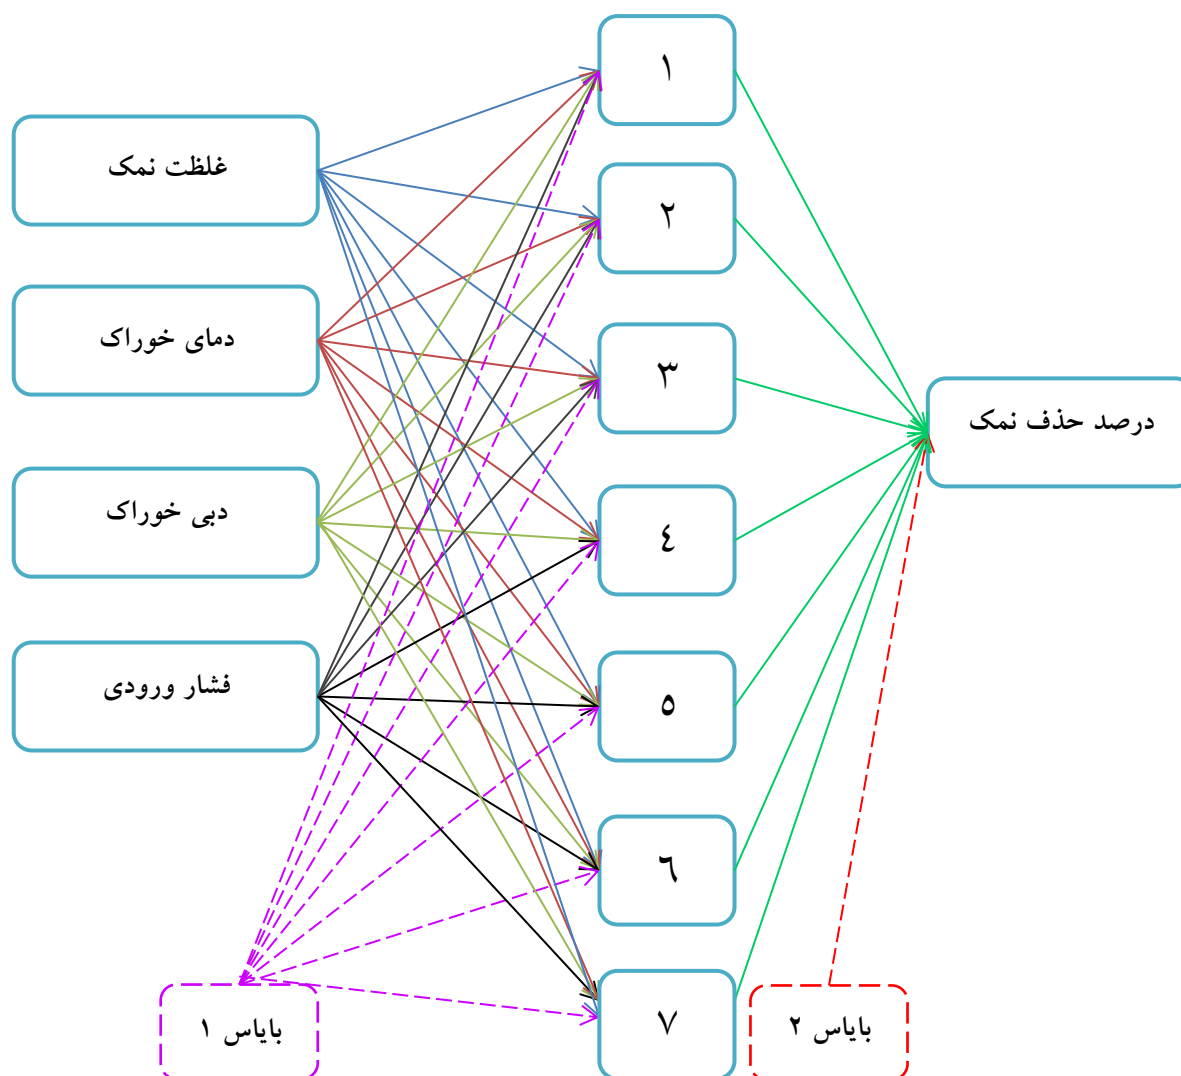 غلظت نمک
دمای خوراک
دبی خوراک
فشار ورودی
بایاس ۱
۱
۲
۳
٤
٥
٦
۷
درصد حذف نمک
بایاس ۲